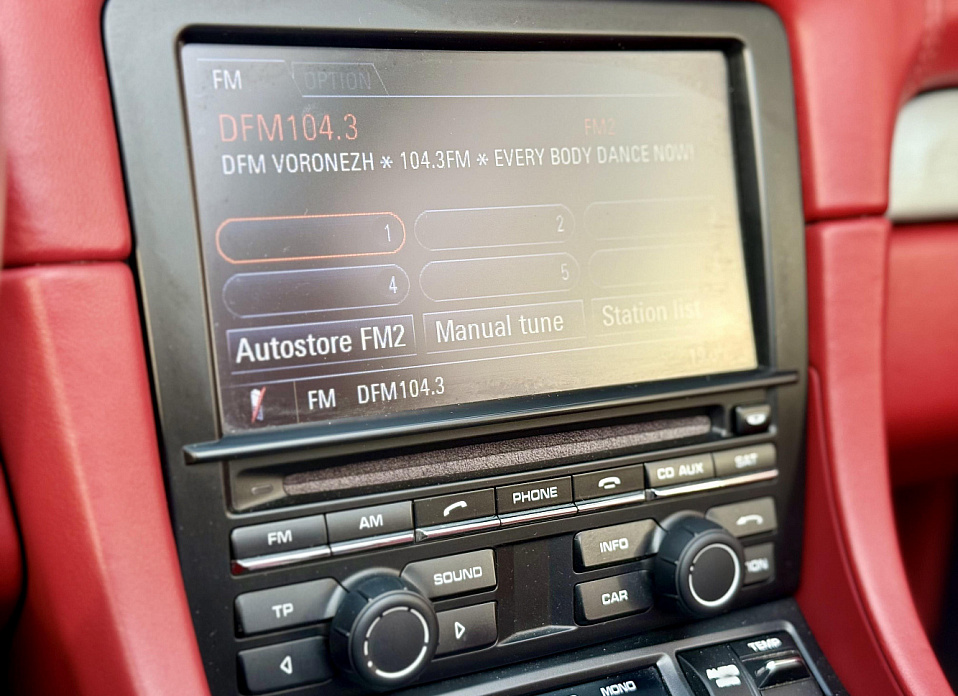 FM OPTION
DFM104.3 FM2
DFM VORONEZH * 104.3FM * EVERY BODY DANCE NOW!
1 2
4 5
Autostore FM2 Manual tune Station list
FM DFM104.3
FM AM PHONE CD AUX SAT
SOUND INFO
TP CAR
TEMP
MONO